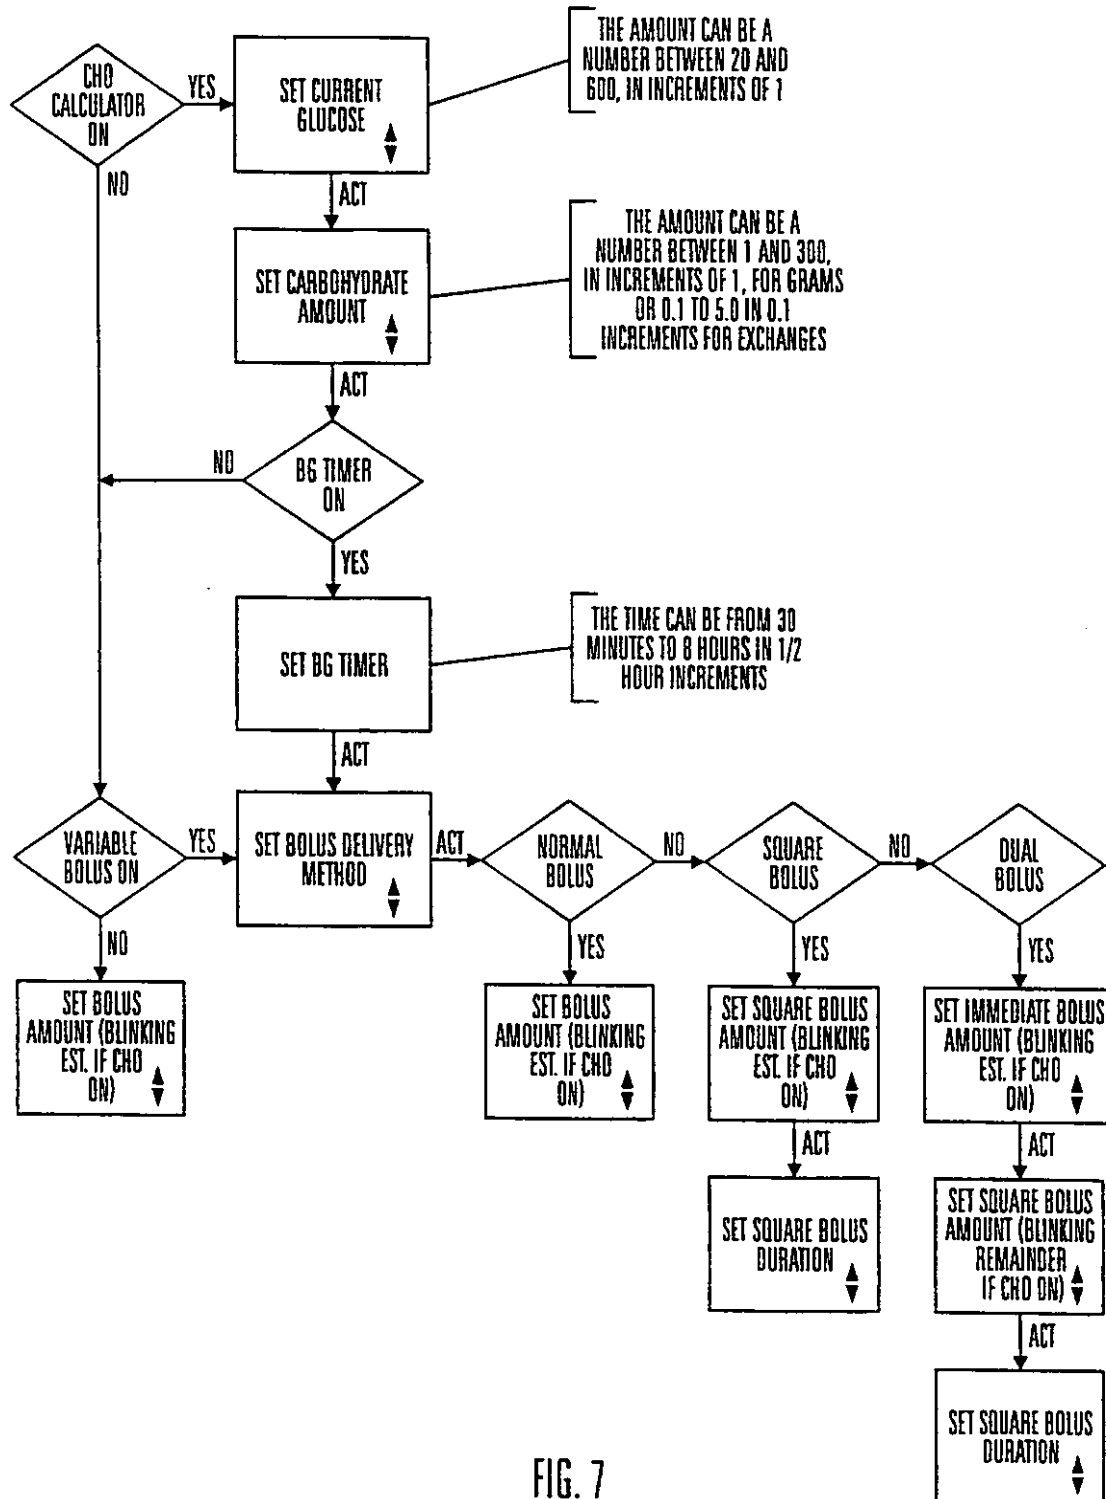 CHO
CALCULATOR
ON
YES
NO
SET CURRENT
GLUCOSE
THE AMOUNT CAN BE A
NUMBER BETWEEN 20 AND
600, IN INCREMENTS OF 1
ACT
SET CARBOHYDRATE
AMOUNT
THE AMOUNT CAN BE A
NUMBER BETWEEN 1 AND 300,
IN INCREMENTS OF 1, FOR GRAMS
OR 0.1 TO 5.0 IN 0.1
INCREMENTS FOR EXCHANGES
ACT
NO
BG TIMER
ON
YES
SET BG TIMER
THE TIME CAN BE FROM 30
MINUTES TO 8 HOURS IN 1/2
HOUR INCREMENTS
ACT
VARIABLE
BOLUS ON
YES
NO
SET BOLUS DELIVERY
METHOD
ACT
NORMAL
BOLUS
NO
YES
SQUARE
BOLUS
NO
YES
DUAL
BOLUS
YES
SET BOLUS
AMOUNT (BLINKING
EST. IF CHO
ON)
SET BOLUS
AMOUNT (BLINKING
EST. IF CHO
ON)
SET SQUARE BOLUS
AMOUNT (BLINKING
EST. IF CHO
ON)
SET IMMEDIATE BOLUS
AMOUNT (BLINKING
EST. IF CHO
ON)
ACT
ACT
SET SQUARE BOLUS
DURATION
SET SQUARE BOLUS
AMOUNT (BLINKING
REMAINDER
IF CHO ON)
ACT
SET SQUARE BOLUS
DURATION
FIG. 7